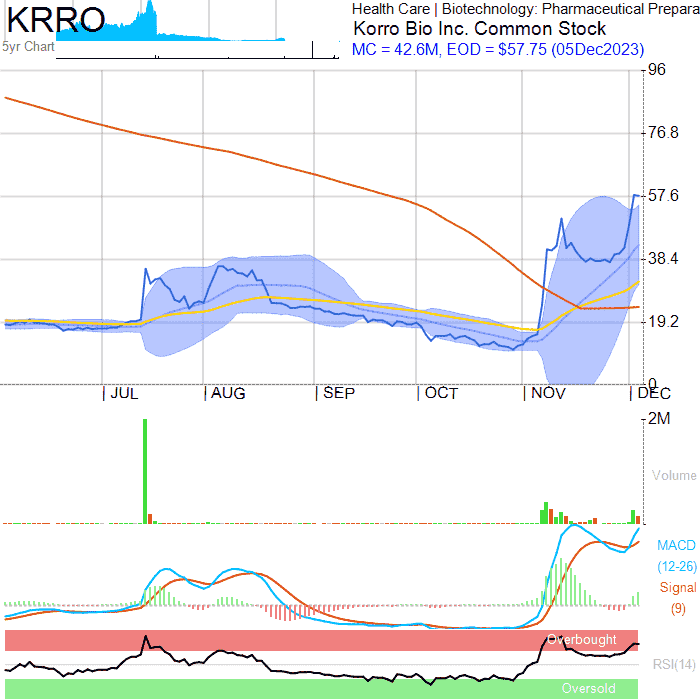 KRRO
Health Care | Biotechnology: Pharmaceutical Prepara
Korro Bio Inc. Common Stock
5yr Chart
MC = 42.6M, EOD = $57.75 (05Dec2023)
96
76.8
57.6
38.4
19.2
0
JUL
AUG
SEP
OCT
NOV
DEC
2M
Volume
MACD
(12-26)
Signal
(9)
Overbought
RSI(14)
Oversold